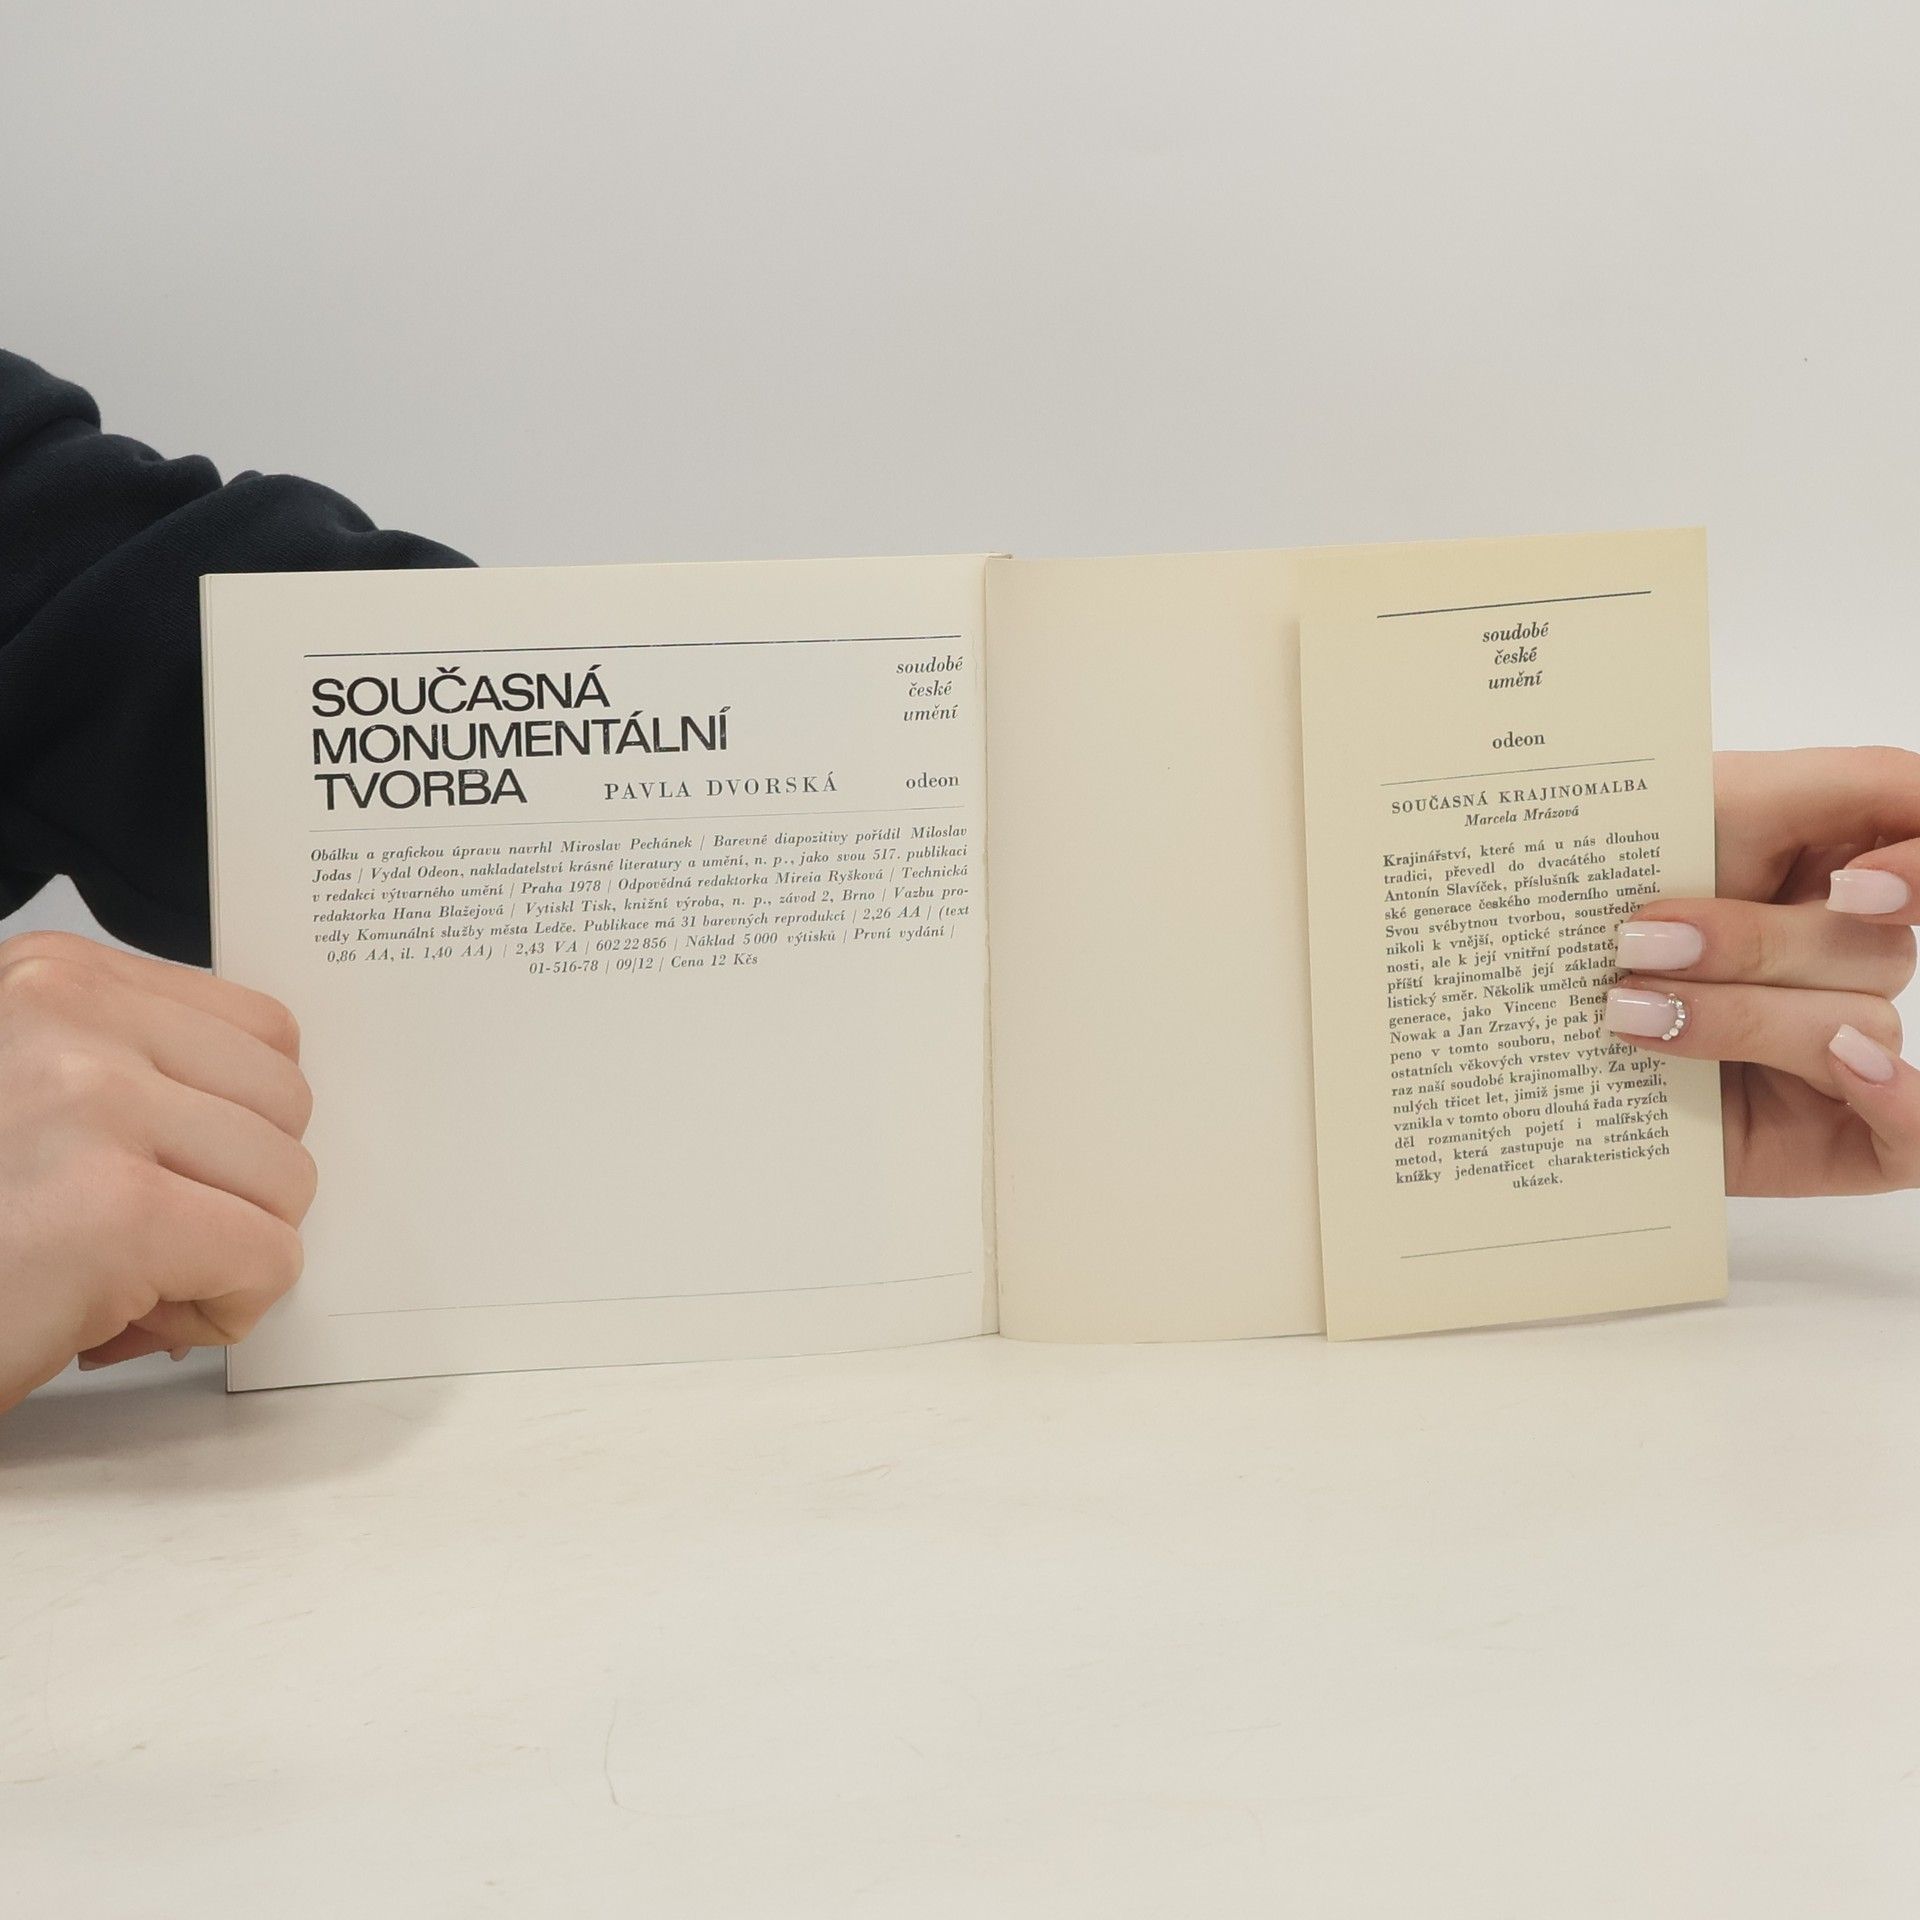 SOUČASNÁ
MONUMENTÁLNÍ
TVORBA
PAVLA DVORSKÁ
soudobé
české
umění
odeon
Obálku a grafickou úpravu navrhl Miroslav Pechánek / Barevné diapozitivy pořídil Miloslav
Jodas / Vydal Odeon, nakladatelství krásné literatury a umění, n. p., jako svou 517. publikaci
v redakci výtvarného umění / Praha 1978 / Odpovědná redaktorka Mireia Ryšková / Technická
redaktorka Hana Blažejová / Vytiskl Tisk, knižní výroba, n. p., závod 2, Brno / Vazbu pro-
vedly Komunální služby města Ledče. Publikace má 31 barevných reprodukcí / 2,26 AA / (text
0,86 AA, il. 1,40 AA) / 2,43 VA / 602 22 856 / Náklad 5 000 výtisků / První vydání /
01-516-78 / 09/12 / Cena 12 Kčs
soudobé
české
umění
odeon
SOUČASNÁ KRAJINOMALBA
Marcela Mrázová
Krajinářství, které má u nás dlouhou
tradici, převedl do dvacátého století
Antonín Slavíček, příslušník zakladatel-
ské generace českého moderního umění.
Svou svébytnou tvorbou,
nikoli k vnější, optické stránce
nosti, ale k její vnitřní podstatě,
příští krajinomalbě její
listický směr. Několik umělců
generace, jako Vincenc
Nowak a Jan Zrzavý, je pak
peno v tomto souboru, neboť
ostatních věkových vrstev vytvářejí
raz naší soudobé krajinomalby. Za uply-
nulých třicet let, jimiž jsme ji vymezili,
vznikla v tomto oboru dlouhá řada ryzích
děl rozmanitých pojetí i malířských
metod, která zastupuje na stránkách
knížky jedenatřicet charakteristických
ukázek.